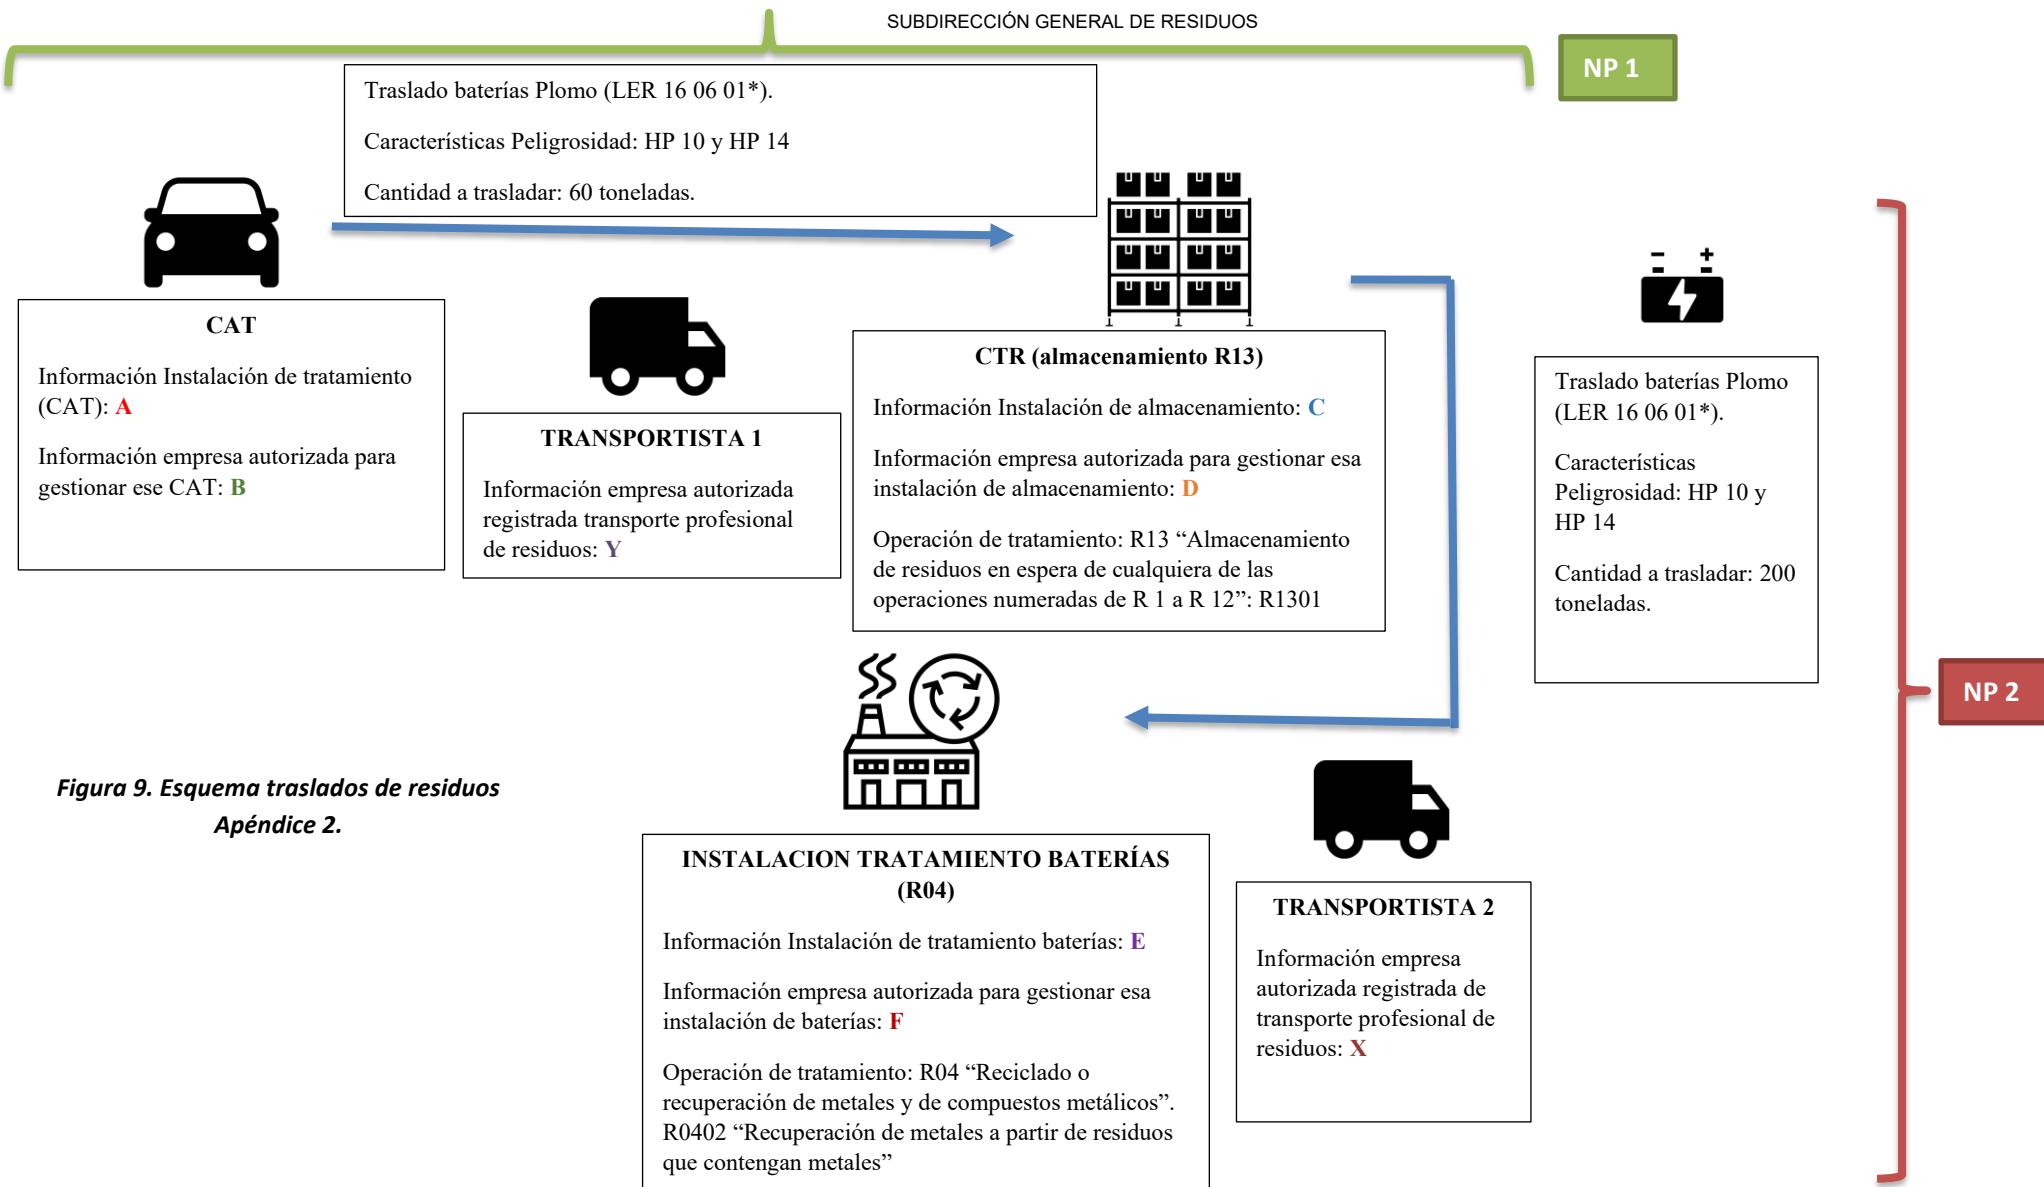 SUBDIRECCIÓN GENERAL DE RESIDUOS
NP 1
Traslado baterías Plomo (LER 16 06 01*).
Características Peligrosidad: HP 10 y HP 14
Cantidad a trasladar: 60 toneladas.
CAT
Información Instalación de tratamiento
(CAT): A
Información empresa autorizada para
gestionar ese CAT: B
TRANSPORTISTA 1
Información empresa autorizada
registrada transporte profesional
de residuos: Y
CTR (almacenamiento R13)
Información Instalación de almacenamiento: C
Información empresa autorizada para gestionar esa
instalación de almacenamiento: D
Operación de tratamiento: R13 “Almacenamiento
de residuos en espera de cualquiera de las
operaciones numeradas de R 1 a R 12”: R1301
- +
Traslado baterías Plomo
(LER 16 06 01*).
Características
Peligrosidad: HP 10 y
HP 14
Cantidad a trasladar: 200
toneladas.
NP 2
Figura 9. Esquema traslados de residuos
Apéndice 2.
INSTALACION TRATAMIENTO BATERÍAS
(R04)
Información Instalación de tratamiento baterías: E
Información empresa autorizada para gestionar esa
instalación de baterías: F
Operación de tratamiento: R04 “Reciclado o
recuperación de metales y de compuestos metálicos”.
R0402 “Recuperación de metales a partir de residuos
que contengan metales”
TRANSPORTISTA 2
Información empresa
autorizada registrada de
transporte profesional de
residuos: X